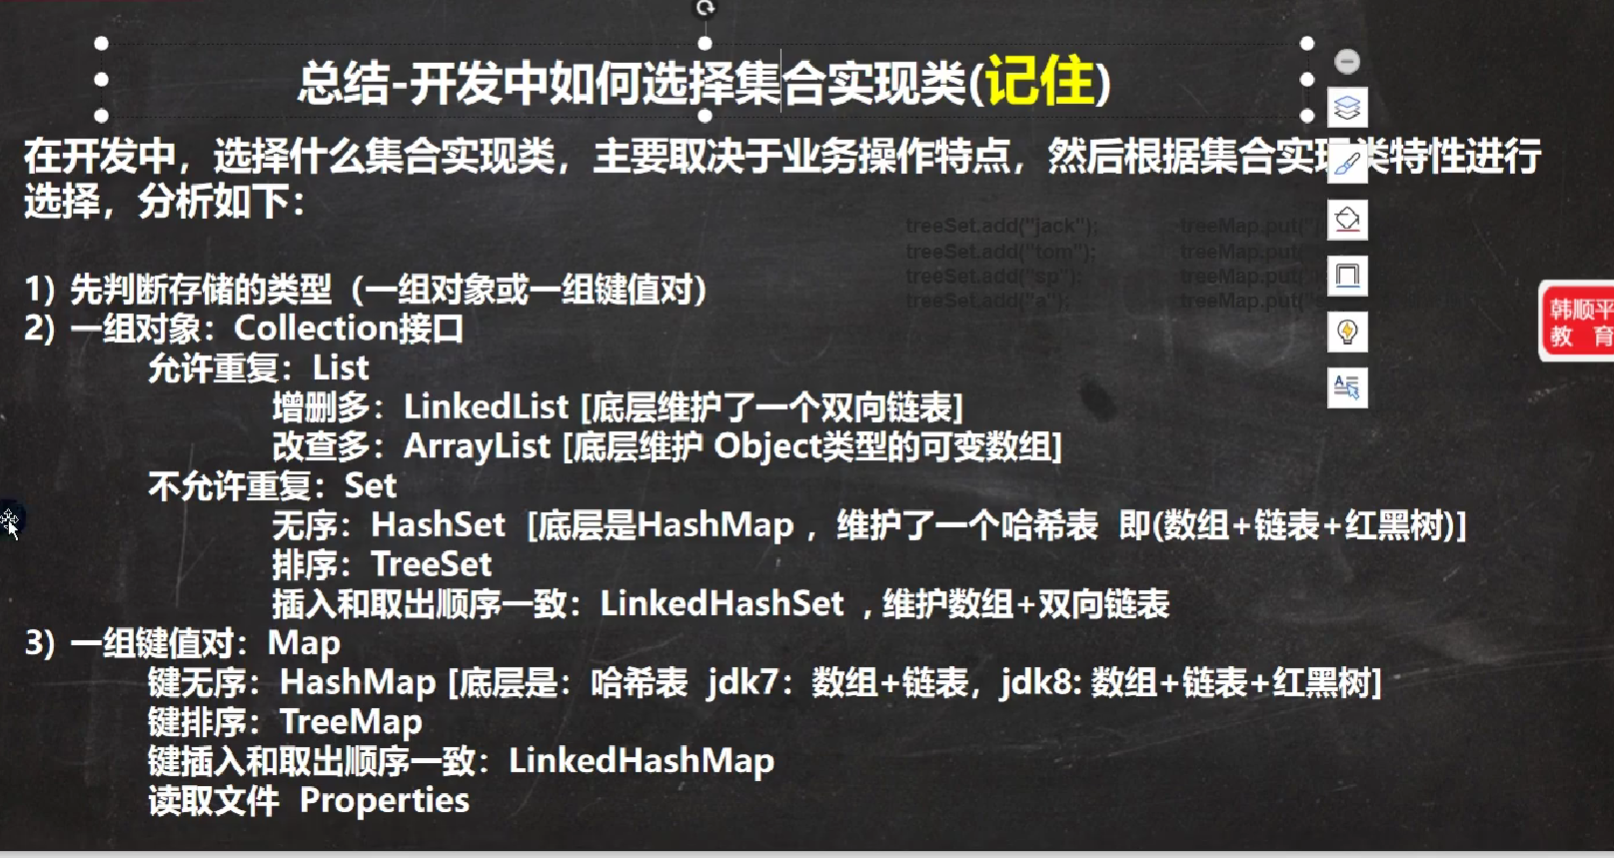 总结-开发中如何选择集合实现类(记住)
在开发中，选择什么集合实现类，主要取决于业务操作特点，然后根据集合实现类特性进行
选择，分析如下：
treeSet.add("jack"); treeMap.put("
treeSet.add("tom"); treeMap.put(
treeSet.add("sp"); treeMap.put(
treeSet.add("a"); treeMap.put("
1) 先判断存储的类型（一组对象或一组键值对）
2) 一组对象：Collection接口
允许重复：List
增删多：LinkedList [底层维护了一个双向链表]
改查多：ArrayList [底层维护 Object类型的可变数组]
不允许重复：Set
无序：HashSet [底层是HashMap ，维护了一个哈希表 即(数组+链表+红黑树)]
排序：TreeSet
插入和取出顺序一致：LinkedHashSet , 维护数组+双向链表
3) 一组键值对：Map
键无序：HashMap [底层是：哈希表 jdk7：数组+链表，jdk8: 数组+链表+红黑树]
键排序：TreeMap
键插入和取出顺序一致：LinkedHashMap
读取文件 Properties
韩顺平
教 育